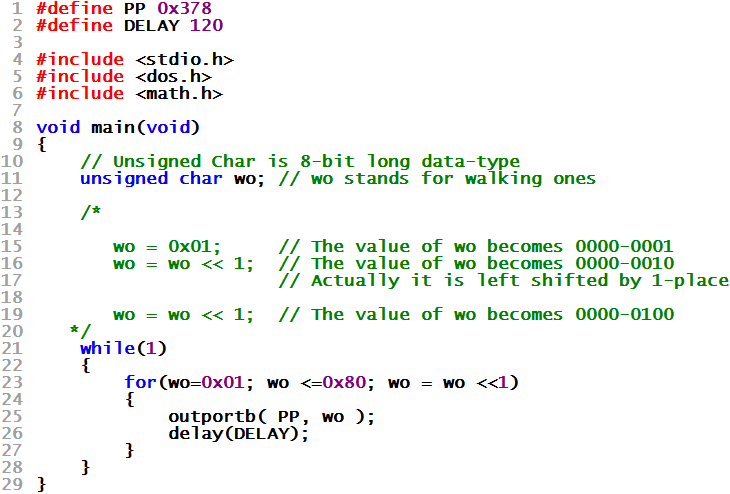 1 #define PP 0x378
2 #define DELAY 120
3
4 #include <stdio.h>
5 #include <dos.h>
6 #include <math.h>
7
8 void main(void)
9 {
10     // Unsigned Char is 8-bit long data-type
11     unsigned char wo; // wo stands for walking ones
12
13     /*
14
15        wo = 0x01;     // The value of wo becomes 0000-0001
16        wo = wo << 1;  // The value of wo becomes 0000-0010
17                       // Actually it is left shifted by 1-place
18
19        wo = wo << 1;  // The value of wo becomes 0000-0100
20    */
21     while(1)
22     {
23         for(wo=0x01; wo <=0x80; wo = wo <<1)
24         {
25             outportb( PP, wo );
26             delay(DELAY);
27         }
28     }
29 }